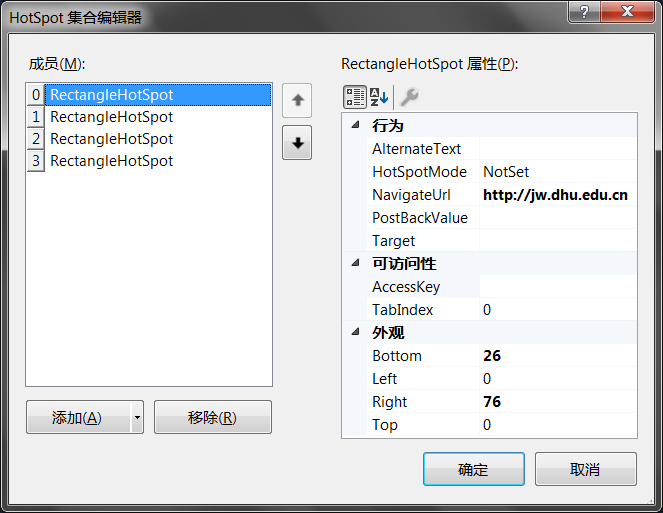 HotSpot 集合编辑器
成员(M):
0 RectangleHotSpot
1 RectangleHotSpot
2 RectangleHotSpot
3 RectangleHotSpot
添加(A)
移除(R)
RectangleHotSpot 属性(P):
行为
AlternateText
HotSpotMode NotSet
NavigateUrl http://jw.dhu.edu.cn
PostBackValue
Target
可访问性
AccessKey
TabIndex 0
外观
Bottom 26
Left 0
Right 76
Top 0
确定
取消